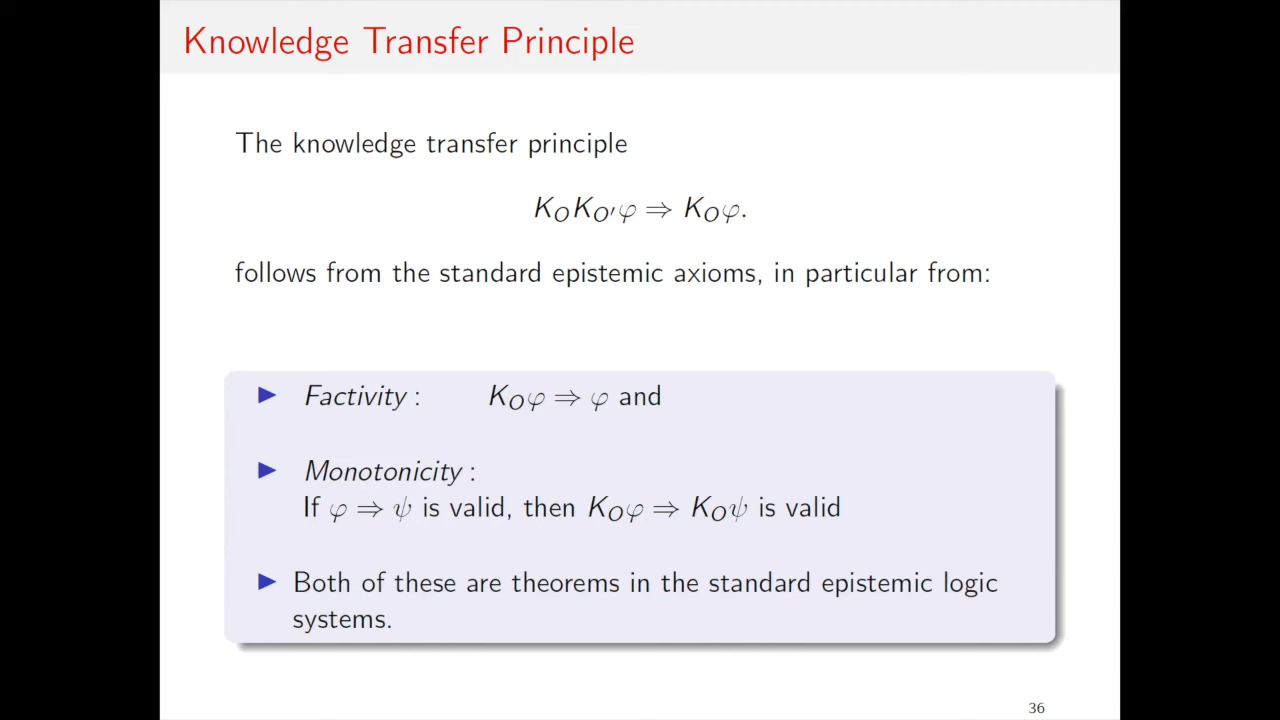 Knowledge Transfer Principle
The knowledge transfer principle
K_O K_{O′} φ ⇒ K_O φ.
follows from the standard epistemic axioms, in particular from:
▶ Factivity : K_O φ ⇒ φ and
▶ Monotonicity :
If φ ⇒ ψ is valid, then K_O φ ⇒ K_O ψ is valid
▶ Both of these are theorems in the standard epistemic logic
systems.
36